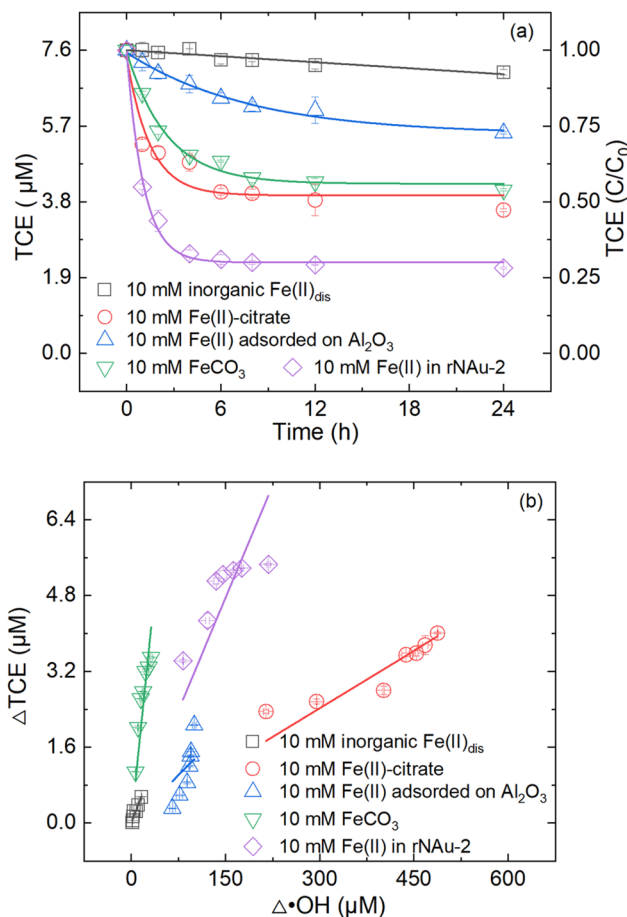 (a)
7.6
5.7
3.8
1.9
0.0
TCE ( μM)
1.00
0.75
0.50
0.25
0.00
TCE (C/C0)
10 mM inorganic Fe(II)dis
10 mM Fe(II)-citrate
10 mM Fe(II) adsorded on Al2O3
10 mM FeCO3
10 mM Fe(II) in rNAu-2
0 6 12 18 24
Time (h)
(b)
6.4
4.8
3.2
1.6
0.0
△TCE (μM)
10 mM inorganic Fe(II)dis
10 mM Fe(II)-citrate
10 mM Fe(II) adsorded on Al2O3
10 mM FeCO3
10 mM Fe(II) in rNAu-2
0 150 300 450 600
△•OH (μM)